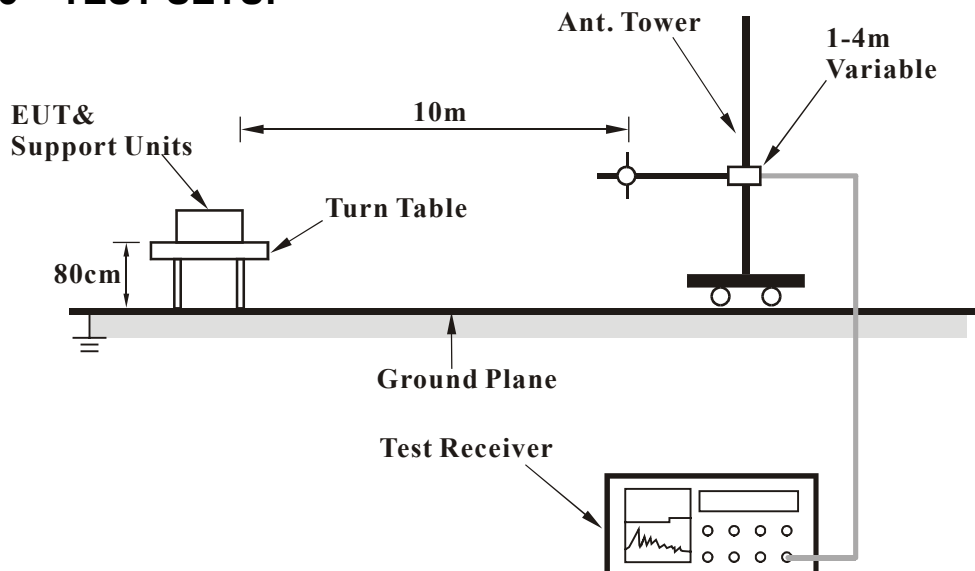 Ant. Tower
1-4m
Variable
EUT&
Support Units
10m
Turn Table
80cm
Ground Plane
Test Receiver